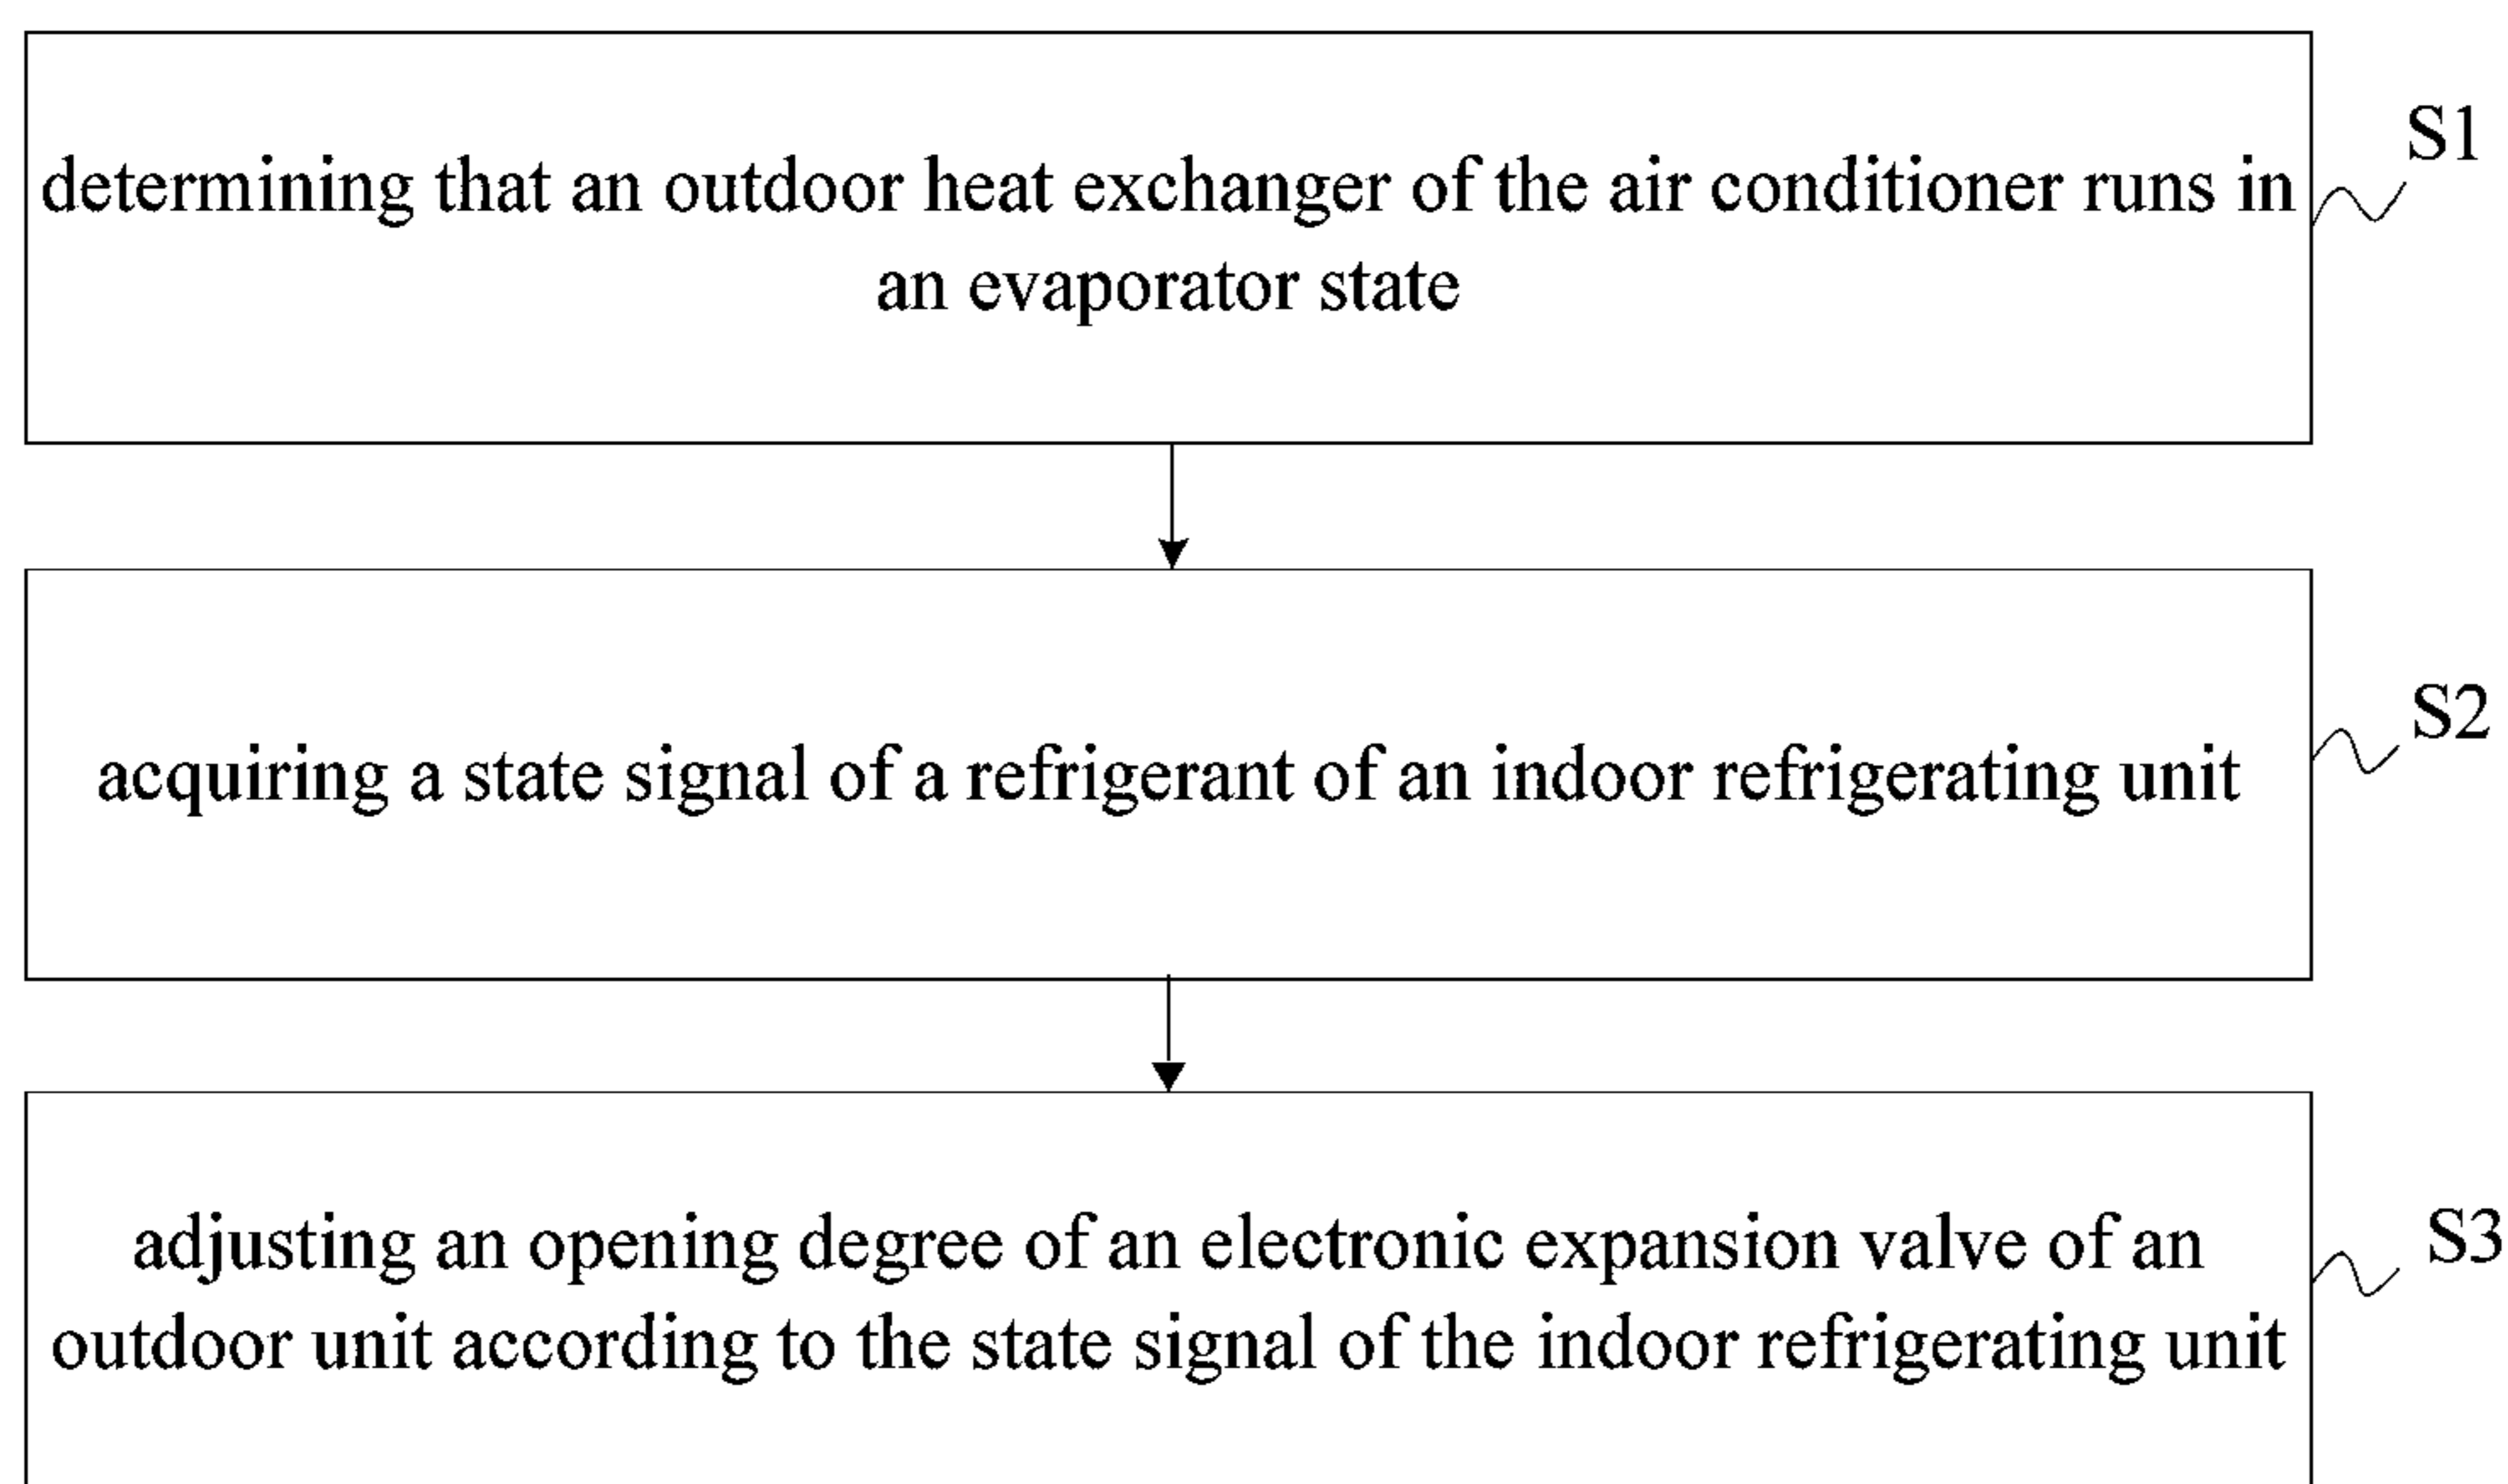 S1
determining that an outdoor heat exchanger of the air conditioner runs in
an evaporator state
S2
acquiring a state signal of a refrigerant of an indoor refrigerating unit
S3
adjusting an opening degree of an electronic expansion valve of an
outdoor unit according to the state signal of the indoor refrigerating unit